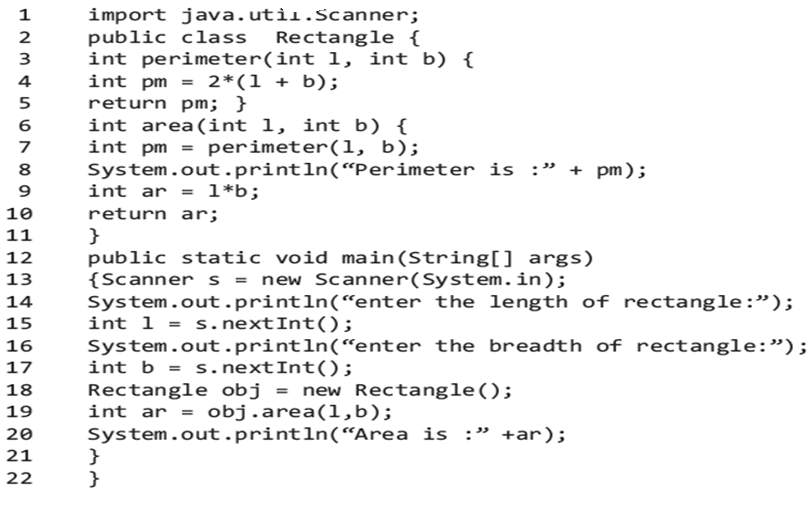 1 import java.util.Scanner;
2 public class Rectangle {
3 int perimeter(int l, int b) {
4 int pm = 2*(l + b);
5 return pm; }
6 int area(int l, int b) {
7 int pm = perimeter(l, b);
8 System.out.println(“Perimeter is :” + pm);
9 int ar = l*b;
10 return ar;
11 }
12 public static void main(String[] args)
13 {Scanner s = new Scanner(System.in);
14 System.out.println(“enter the length of rectangle:”);
15 int l = s.nextInt();
16 System.out.println(“enter the breadth of rectangle:”);
17 int b = s.nextInt();
18 Rectangle obj = new Rectangle();
19 int ar = obj.area(l,b);
20 System.out.println(“Area is :” +ar);
21 }
22 }